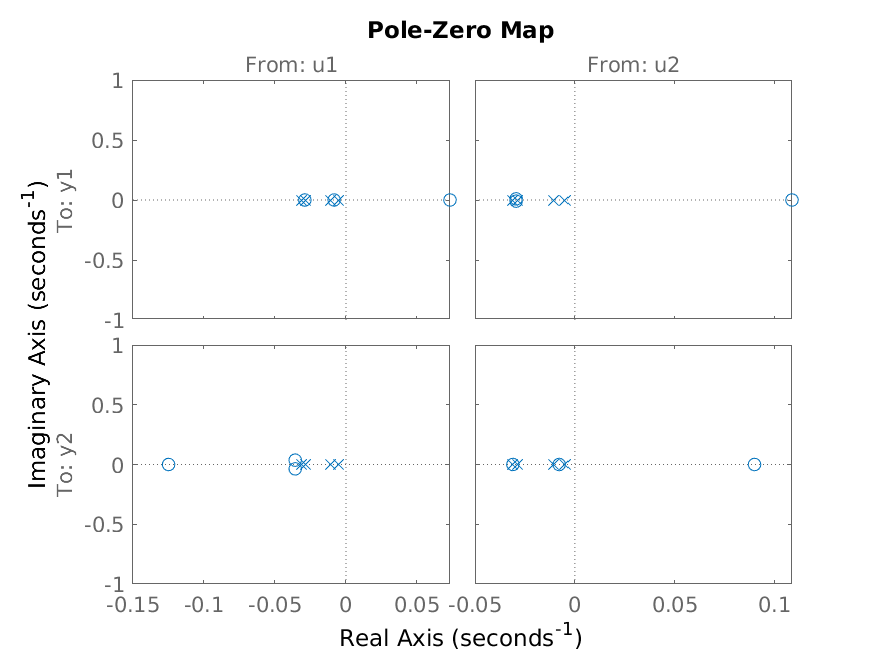 Pole-Zero Map
From: u1
From: u2
Imaginary Axis (seconds⁻¹)
To: y1
1
0.5
0
-0.5
-1
To: y2
1
0.5
0
-0.5
-1
-0.15 -0.1 -0.05 0 0.05
-0.05 0 0.05 0.1
Real Axis (seconds⁻¹)